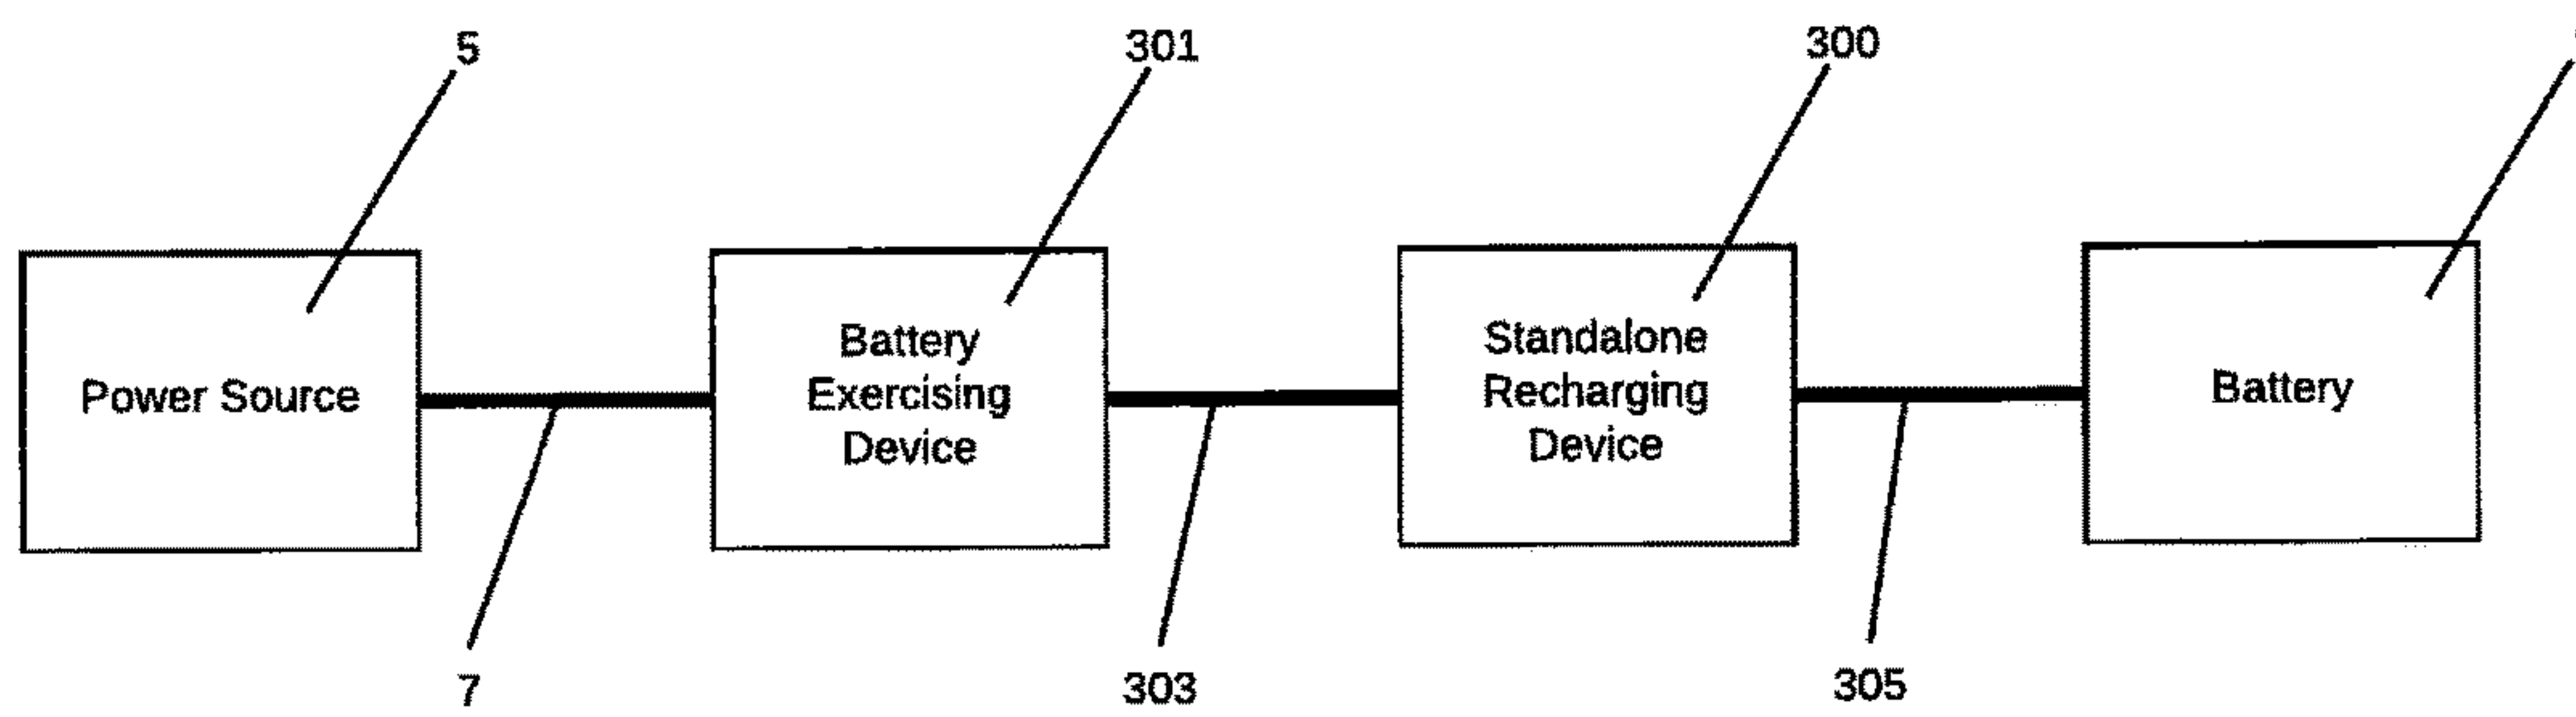 5
301
300
Power Source
Battery
Exercising
Device
Standalone
Recharging
Device
Battery
7
303
305